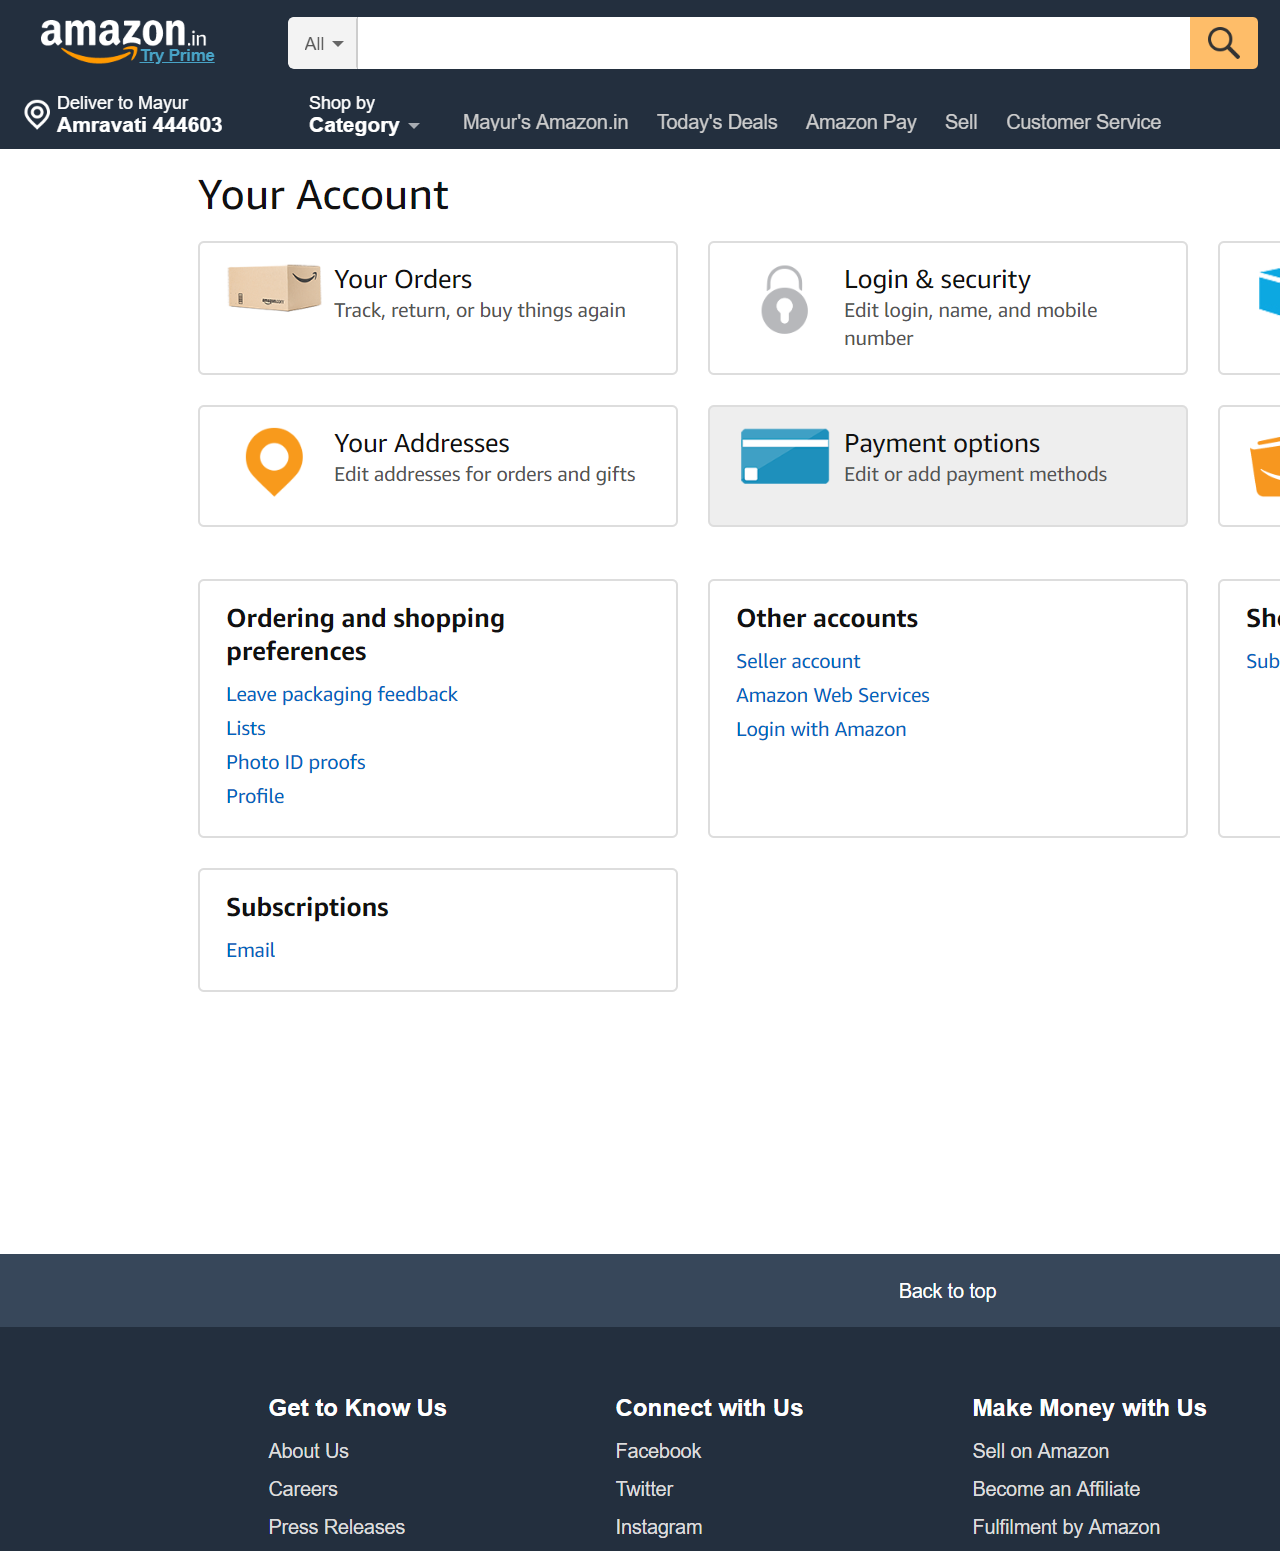 amazon.in
Try Prime
All
Deliver to Mayur
Amravati 444603
Shop by
Category
Mayur's Amazon.in
Today's Deals
Amazon Pay
Sell
Customer Service
Your Account
Your Orders
Track, return, or buy things again
Login & security
Edit login, name, and mobile
number
Your Addresses
Edit addresses for orders and gifts
Payment options
Edit or add payment methods
Ordering and shopping
preferences
Leave packaging feedback
Lists
Photo ID proofs
Profile
Other accounts
Seller account
Amazon Web Services
Login with Amazon
Sho
Sub
Subscriptions
Email
Back to top
Get to Know Us
About Us
Careers
Press Releases
Connect with Us
Facebook
Twitter
Instagram
Make Money with Us
Sell on Amazon
Become an Affiliate
Fulfilment by Amazon